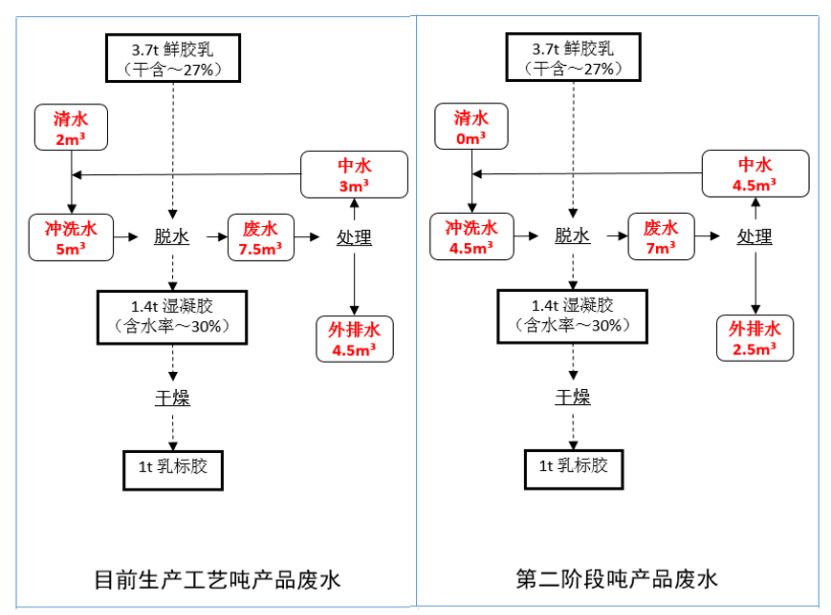 3.7t 鲜胶乳
（干含～27%）
清水
2m³
中水
3m³
冲洗水
5m³
脱水
废水
7.5m³
处理
1.4t 湿凝胶
（含水率～30%）
外排水
4.5m³
干燥
1t 乳标胶
目前生产工艺吨产品废水
3.7t 鲜胶乳
（干含～27%）
清水
0m³
中水
4.5m³
冲洗水
4.5m³
脱水
废水
7m³
处理
1.4t 湿凝胶
（含水率～30%）
外排水
2.5m³
干燥
1t 乳标胶
第二阶段吨产品废水